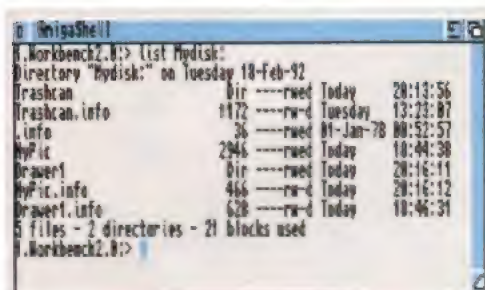 AmigaShell
1.Workbench2.0:> list Mydisk:
Directory "Mydisk:" on Tuesday 18-Feb-92
Trashcan Dir ----rwed Today 20:13:56
Trashcan.info 1172 ----rw-d Tuesday 13:23:07
.info 36 ----rwed 01-Jan-78 00:52:57
MyPic 2946 ----rwed Today 18:44:38
Drawer1 Dir ----rwed Today 20:16:11
MyPic.info 466 ----rw-d Today 20:16:12
Drawer1.info 628 ----rw-d Today 18:46:31
5 files - 2 directories - 21 blocks used
1.Workbench2.0:>